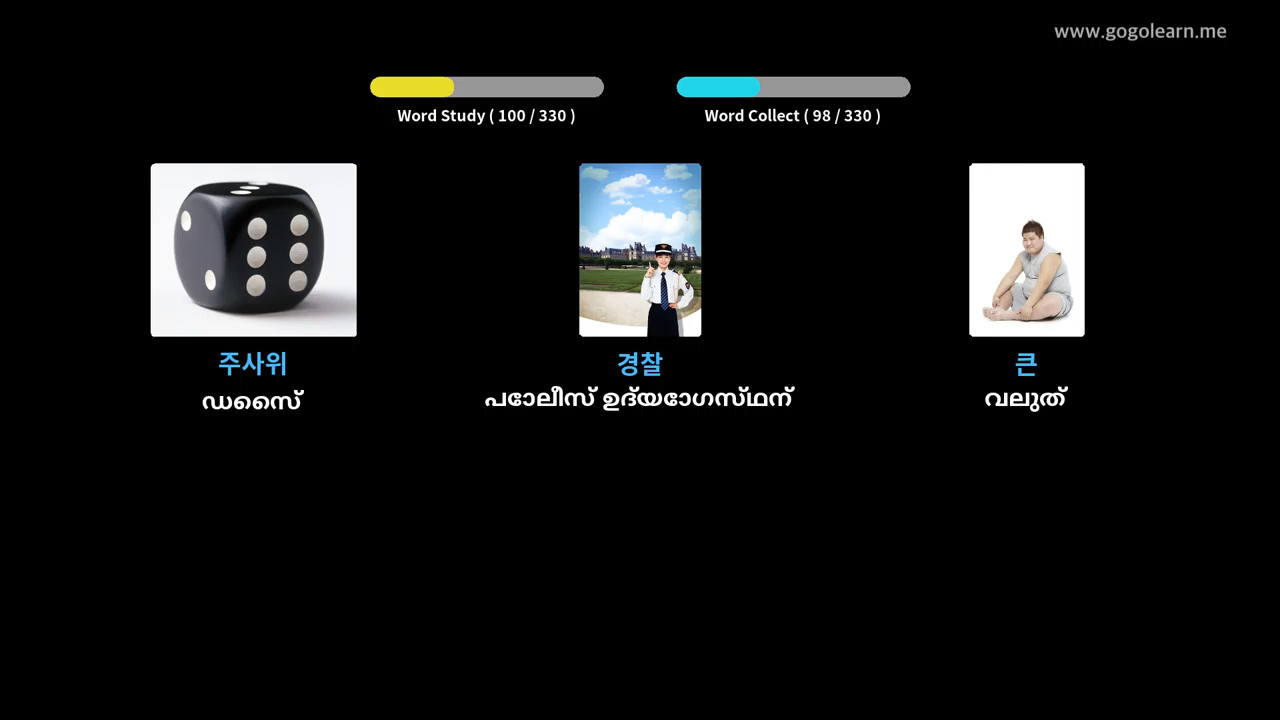 www.gogolearn.me
Word Study ( 100 / 330 )
Word Collect ( 98 / 330 )
주사위
경찰
큰
ഡസൈ്
പോലീസ് ഉദ്യോഗസ്ഥന്
വലുത്